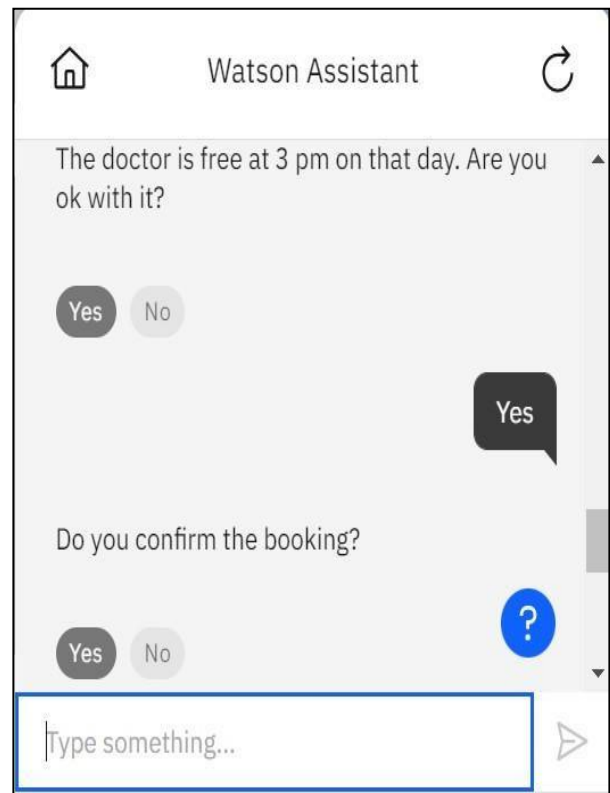 Watson Assistant
The doctor is free at 3 pm on that day. Are you
ok with it?
Yes No
Yes
Do you confirm the booking?
?
Yes No
Type something...